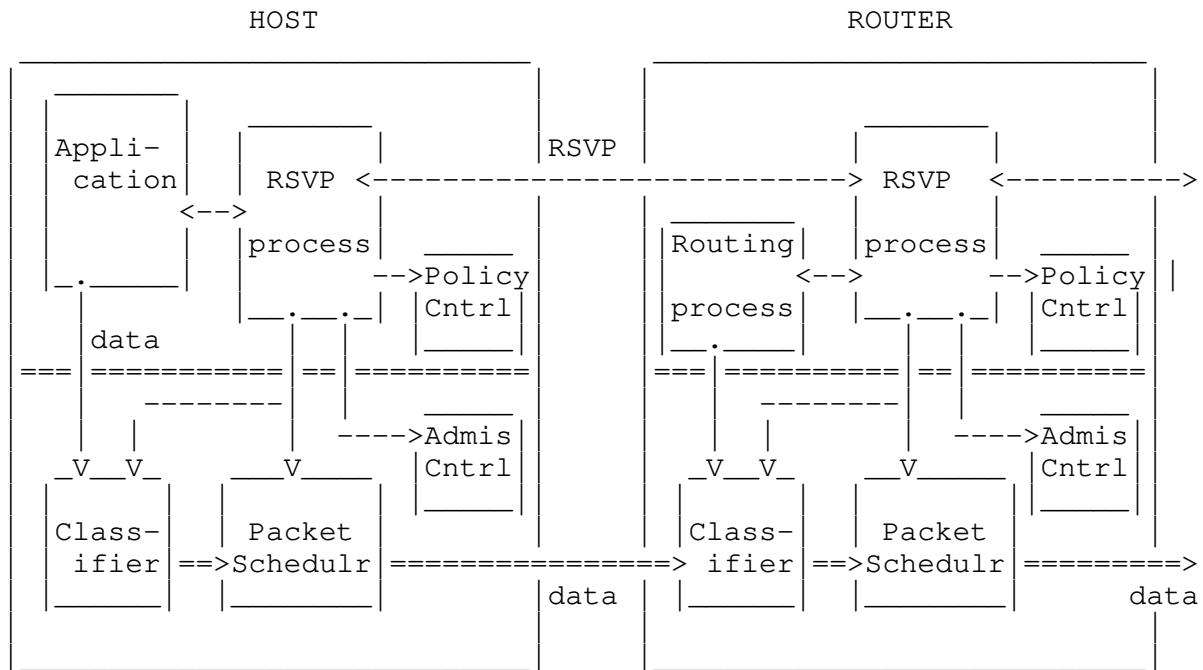 HOST ROUTER
Appli- RSVP
cation RSVP RSVP
process Routing process
Policy Policy
Cntrl process Cntrl
data
Admis Admis
Cntrl Cntrl
Class- Packet Class- Packet
ifier Schedulr ifier Schedulr
data data